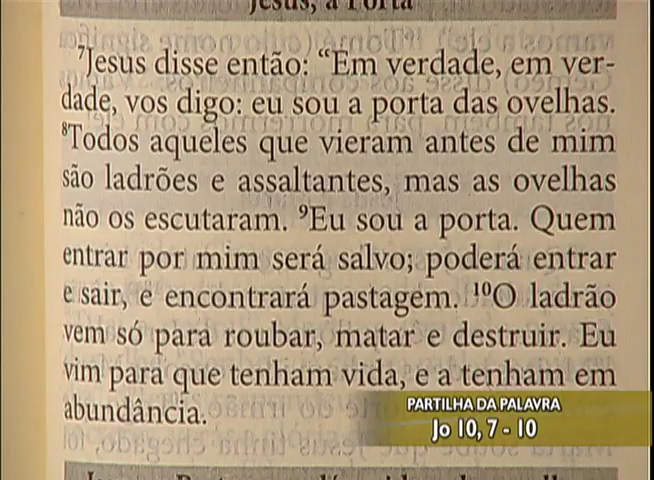 Jesus, a Porta
⁷Jesus disse então: “Em verdade, em ver-
dade, vos digo: eu sou a porta das ovelhas.
⁸Todos aqueles que vieram antes de mim
são ladrões e assaltantes, mas as ovelhas
não os escutaram. ⁹Eu sou a porta. Quem
entrar por mim será salvo; poderá entrar
e sair, e encontrará pastagem. ¹⁰O ladrão
vem só para roubar, matar e destruir. Eu
vim para que tenham vida, e a tenham em
abundância.
PARTILHA DA PALAVRA
Jo 10, 7 - 10